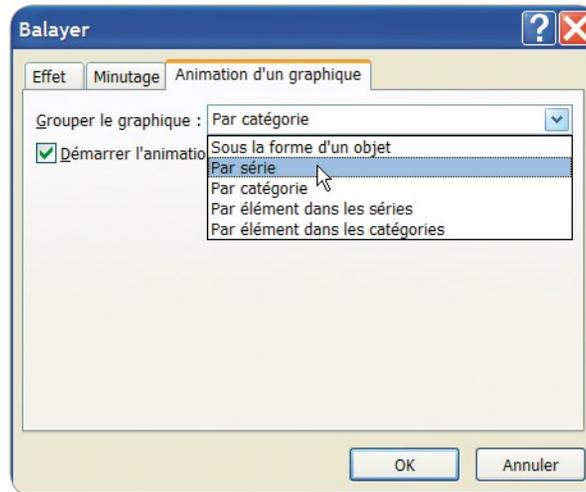 Balayer
Effet Minutage Animation d'un graphique
Grouper le graphique : Par catégorie
Démarrer l'animatio
Sous la forme d'un objet
Par série
Par catégorie
Par élément dans les séries
Par élément dans les catégories
OK Annuler